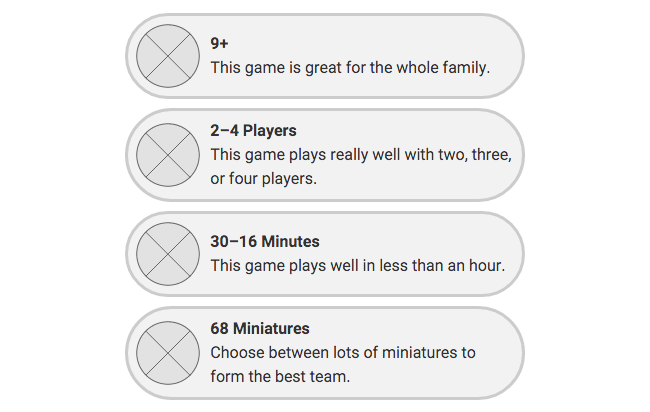 9+
This game is great for the whole family.
2–4 Players
This game plays really well with two, three,
or four players.
30–16 Minutes
This game plays well in less than an hour.
68 Miniatures
Choose between lots of miniatures to
form the best team.